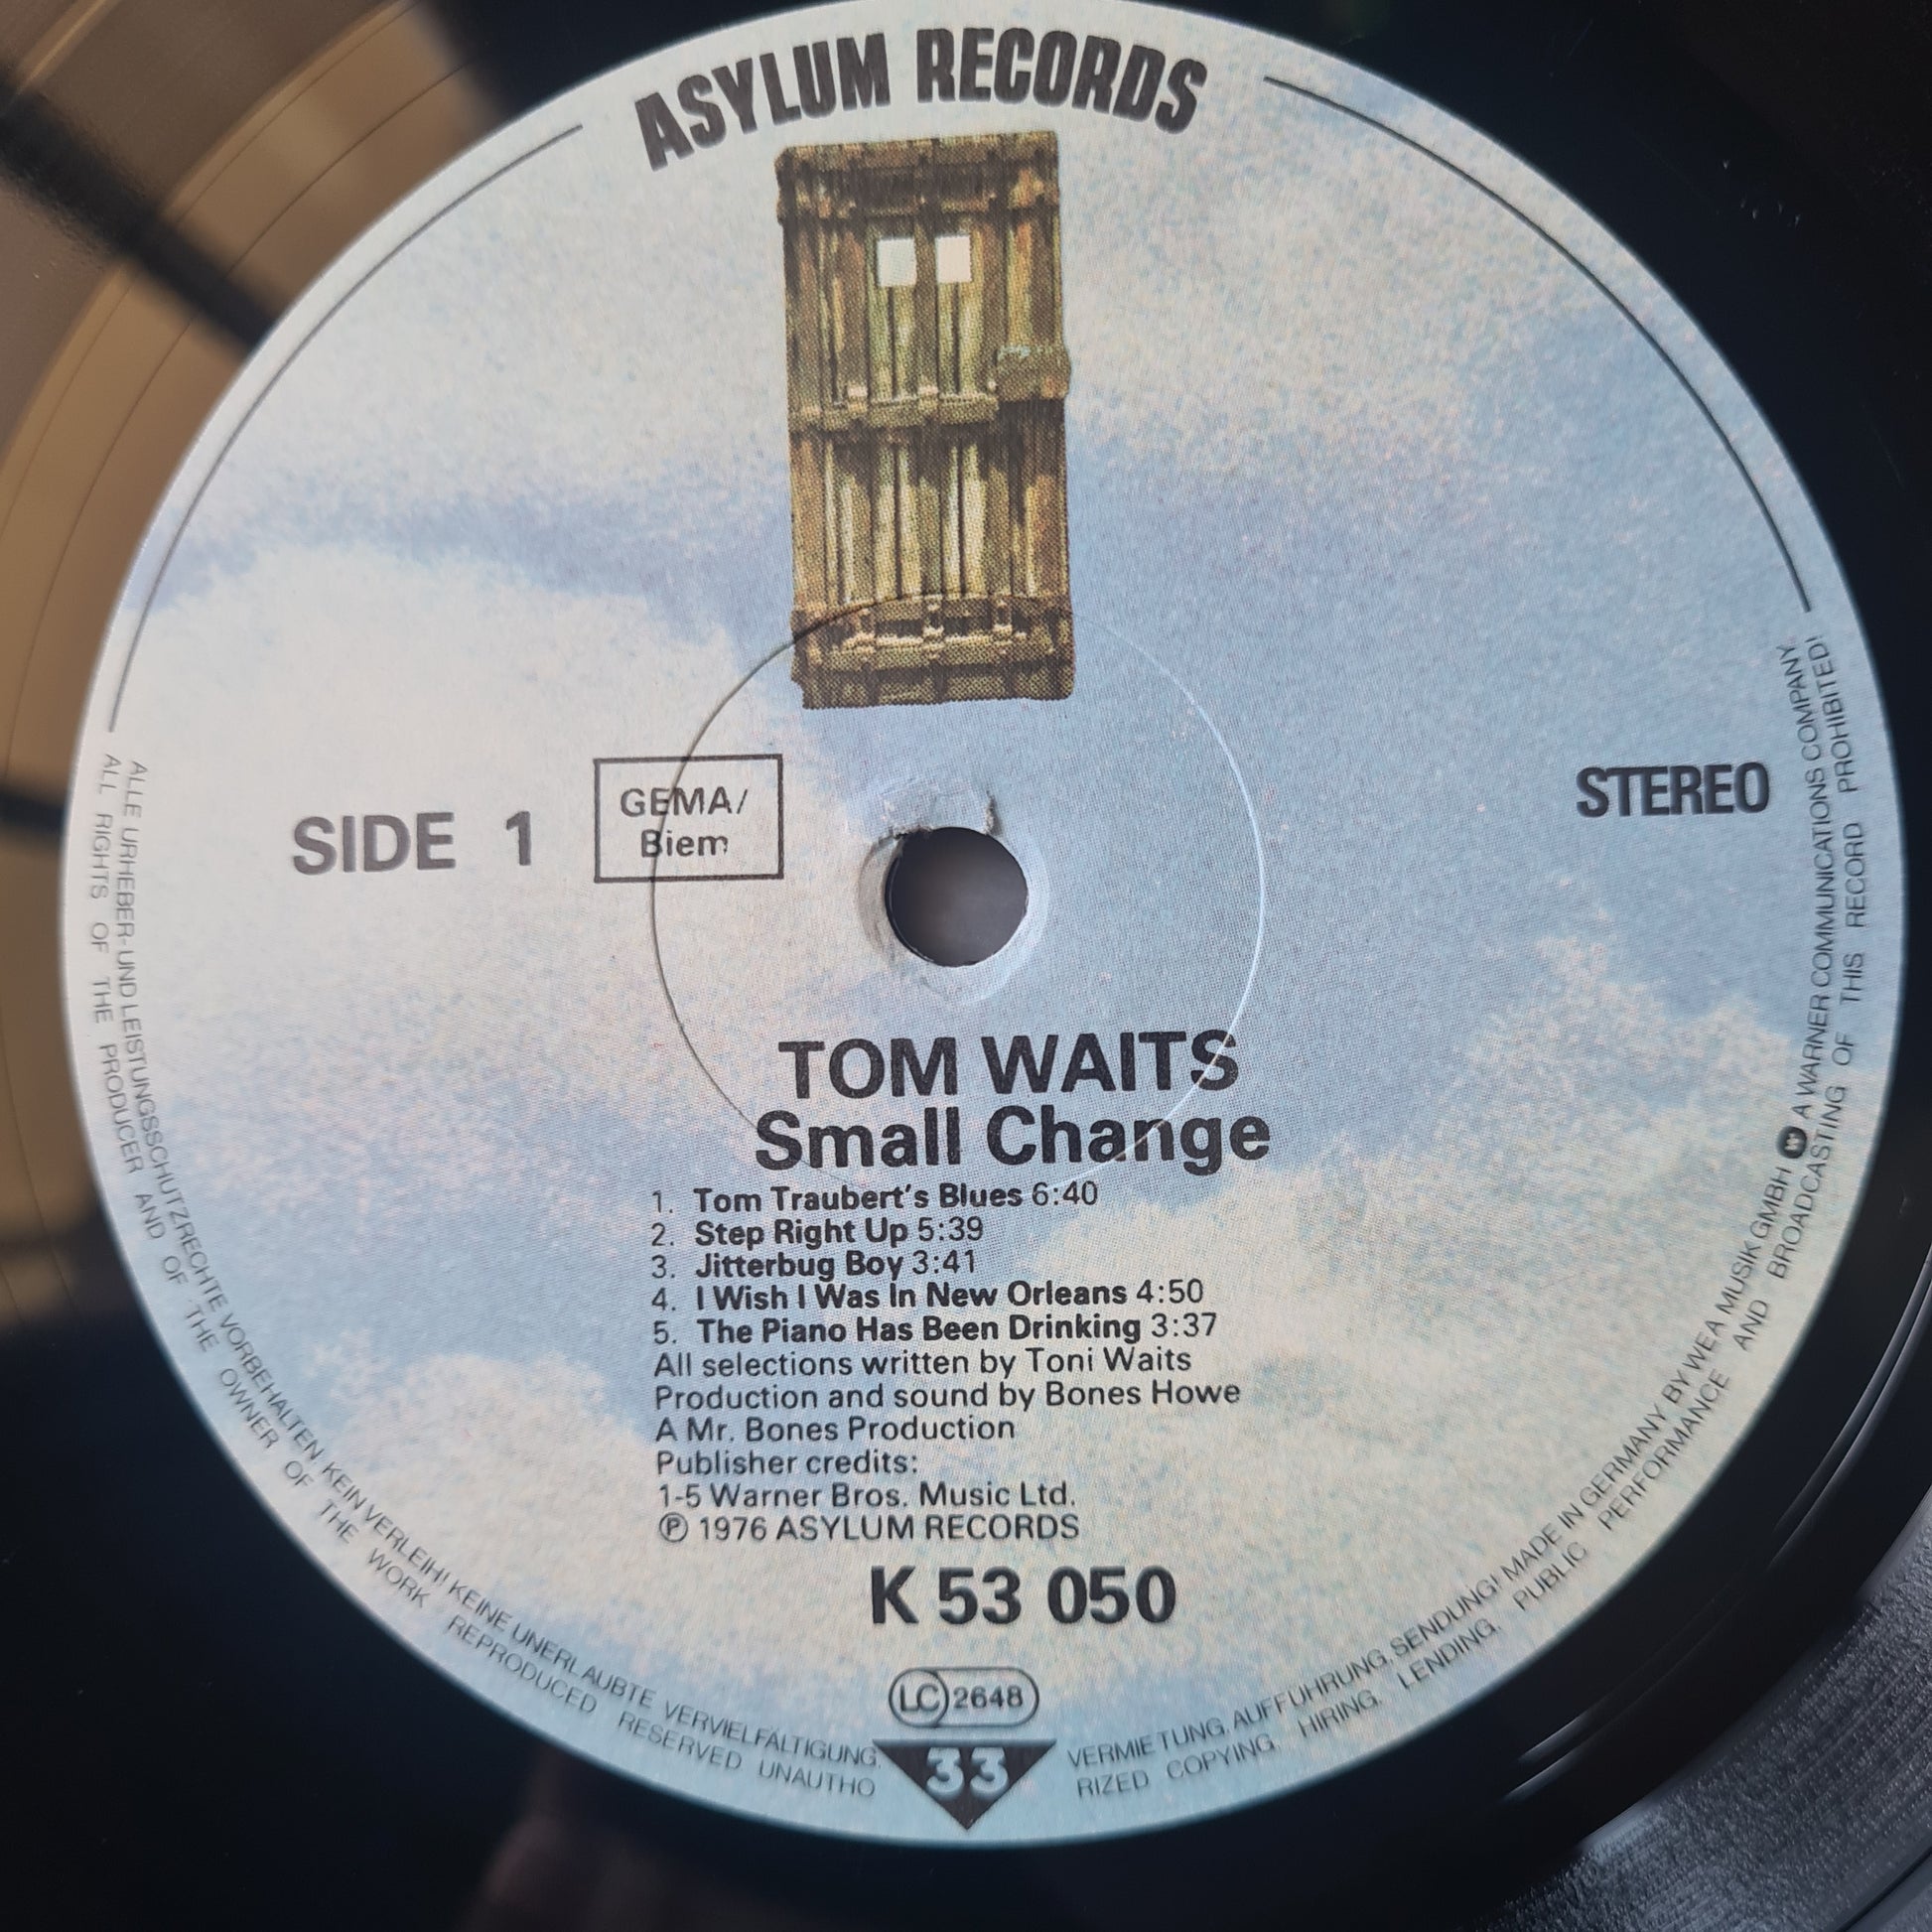 ASYLUM RECORDS
SIDE 1
GEMA/
Biem
STEREO
TOM WAITS
Small Change
1. Tom Traubert's Blues 6:40
2. Step Right Up 5:39
3. Jitterbug Boy 3:41
4. I Wish I Was In New Orleans 4:50
5. The Piano Has Been Drinking 3:37
All selections written by Toni Waits
Production and sound by Bones Howe
A Mr. Bones Production
Publisher credits:
1-5 Warner Bros. Music Ltd.
℗ 1976 ASYLUM RECORDS
K 53 050
LC 2648
33
ALLE URHEBER- UND LEISTUNGSSCHUTZRECHTE VORBEHALTEN KEIN VERLEIH! KEINE UNERLAUBTE VERVIELFÄLTIGUNG, VERMIETUNG, AUFFÜHRUNG, SENDUNG! MADE IN GERMANY BY WEA MUSIK GMBH W A WARNER COMMUNICATIONS COMPANY
ALL RIGHTS OF THE PRODUCER AND OF THE OWNER OF THE WORK REPRODUCED RESERVED UNAUTHORIZED COPYING, HIRING, LENDING, PUBLIC PERFORMANCE AND BROADCASTING OF THIS RECORD PROHIBITED!